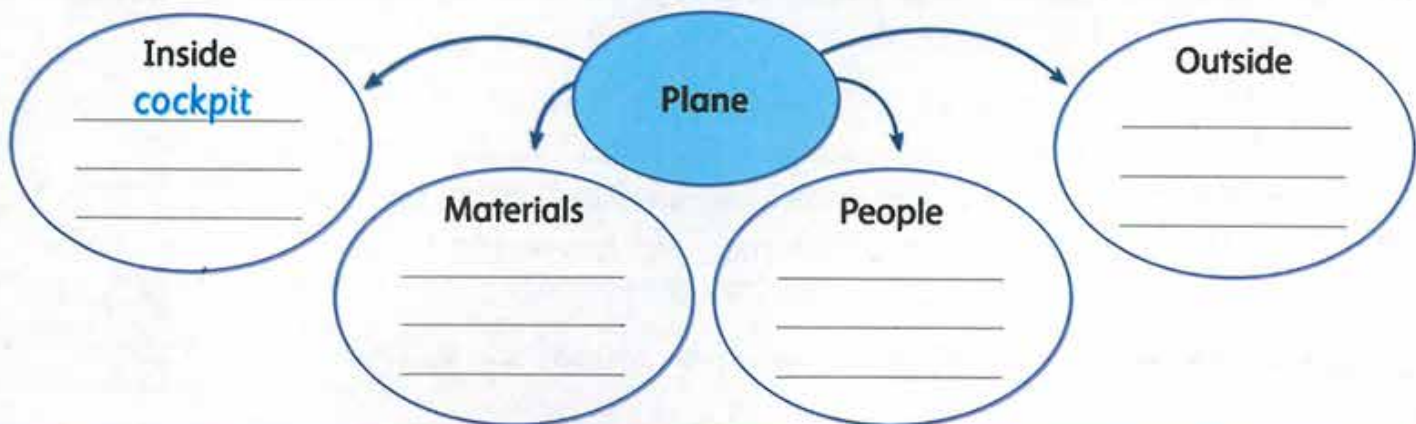 Inside
cockpit
Plane
Outside
Materials
People